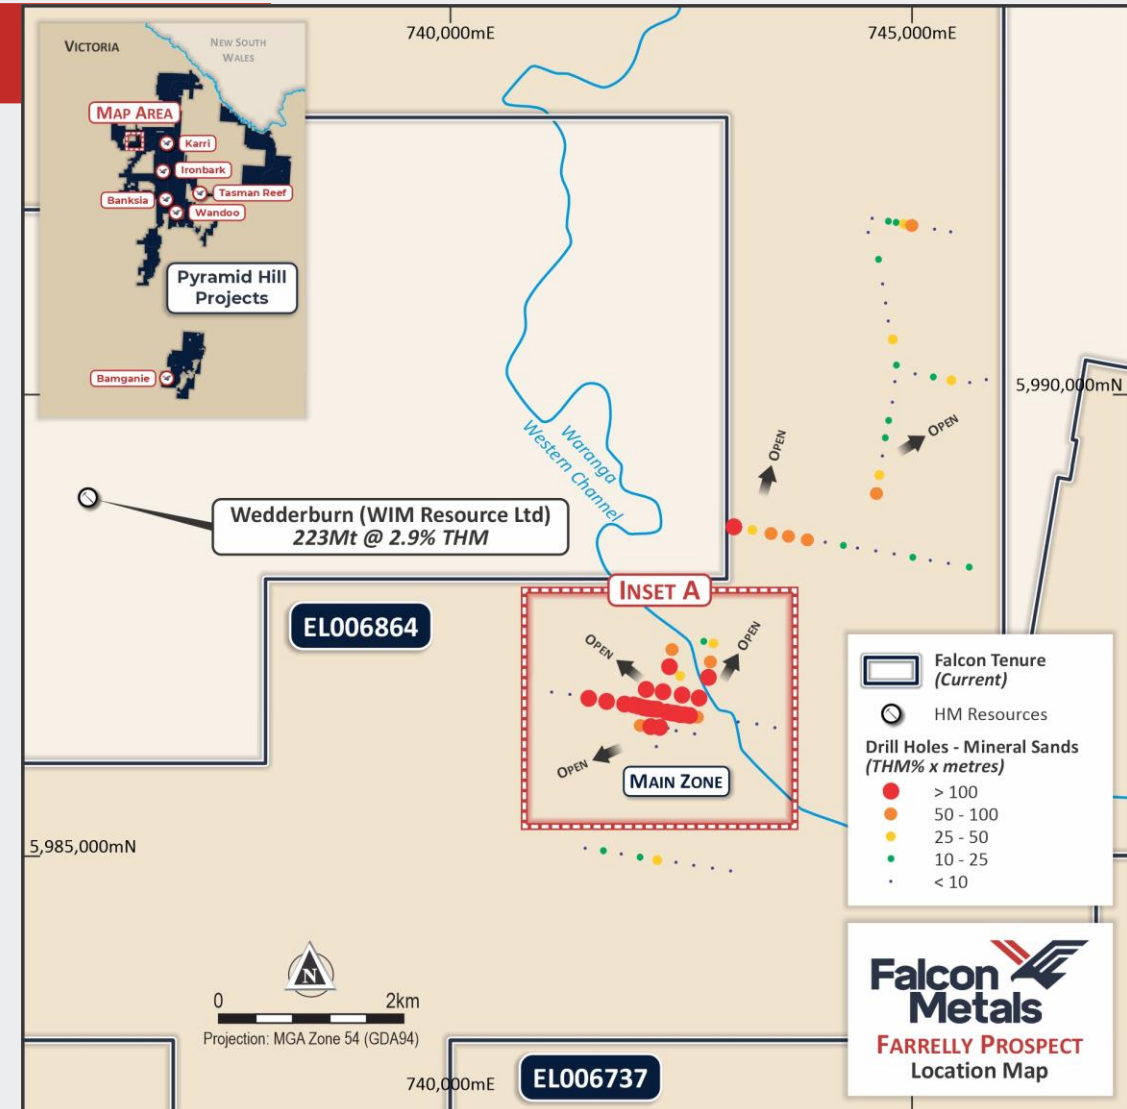 740,000mE
745,000mE
VICTORIA
NEW SOUTH
WALES
MAP AREA
Karri
Ironbark
Tasman Reef
Banksia
Wandoo
Pyramid Hill
Projects
Bamganie
5,990,000mN
OPEN
OPEN
Waranga
Western Channel
Wedderburn (WIM Resource Ltd)
223Mt @ 2.9% THM
INSET A
EL006864
OPEN
OPEN
OPEN
MAIN ZONE
5,985,000mN
Falcon Tenure
(Current)
HM Resources
Drill Holes - Mineral Sands
(THM% x metres)
> 100
50 - 100
25 - 50
10 - 25
< 10
N
0 2km
Projection: MGA Zone 54 (GDA94)
740,000mE
EL006737
Falcon
Metals
FARRELLY PROSPECT
Location Map